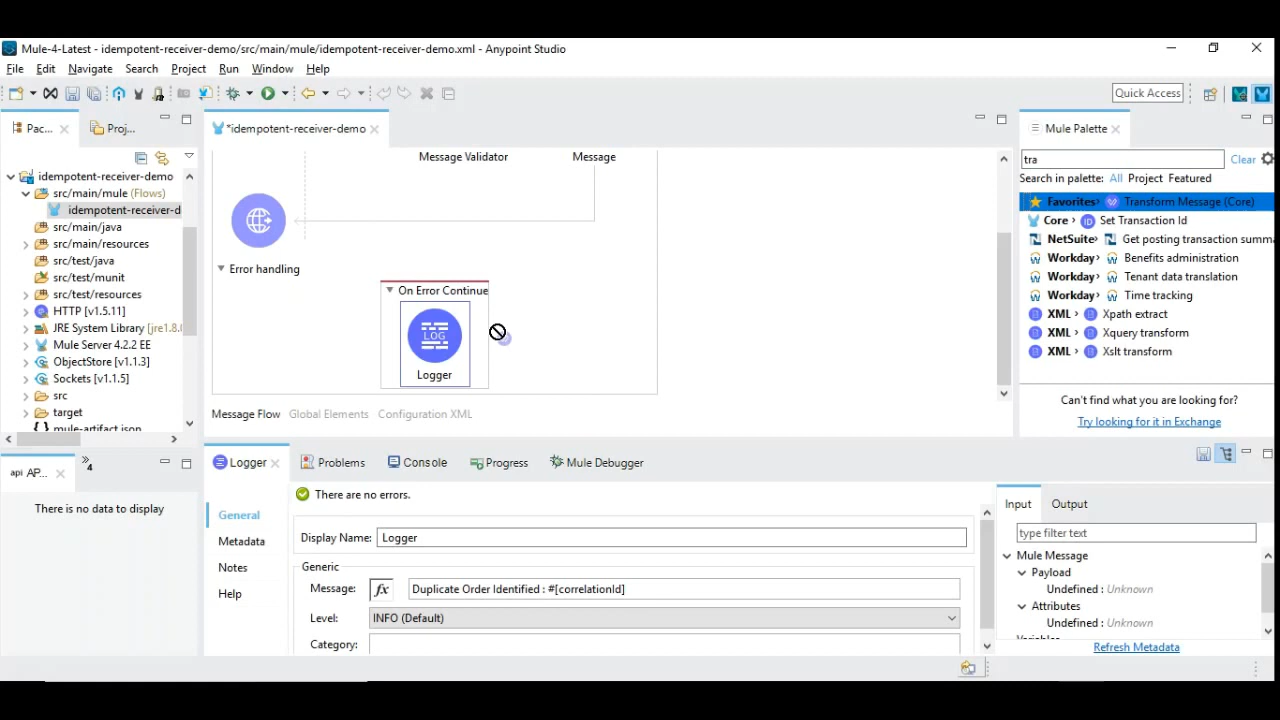 Mule-4-Latest - idempotent-receiver-demo/src/main/mule/idempotent-receiver-demo.xml - Anypoint Studio
File Edit Navigate Search Project Run Window Help
Quick Access
Pac...
Proj...
idempotent-receiver-demo
src/main/mule (Flows)
idempotent-receiver-d
src/main/java
src/main/resources
src/test/java
src/test/munit
src/test/resources
HTTP [v1.5.11]
JRE System Library [jre1.8.
Mule Server 4.2.2 EE
ObjectStore [v1.1.3]
Sockets [v1.1.5]
src
target
mule-artifact.json
*idempotent-receiver-demo
Message Validator
Message
Error handling
On Error Continue
LOG
Logger
Message Flow Global Elements Configuration XML
Mule Palette
tra
Clear
Search in palette: All Project Featured
Favorites> Transform Message (Core)
Core > ID Set Transaction Id
NetSuite> Get posting transaction summa
Workday> Benefits administration
Workday> Tenant data translation
Workday> Time tracking
XML > Xpath extract
XML > Xquery transform
XML > Xslt transform
Can't find what you are looking for?
Try looking for it in Exchange
api AP...
4
There is no data to display
Logger
Problems
Console
Progress
Mule Debugger
There are no errors.
General
Metadata
Notes
Help
Display Name: Logger
Generic
Message: fx Duplicate Order Identified : #[correlationId]
Level: INFO (Default)
Category:
Input Output
type filter text
Mule Message
Payload
Undefined : Unknown
Attributes
Undefined : Unknown
Variables
Refresh Metadata